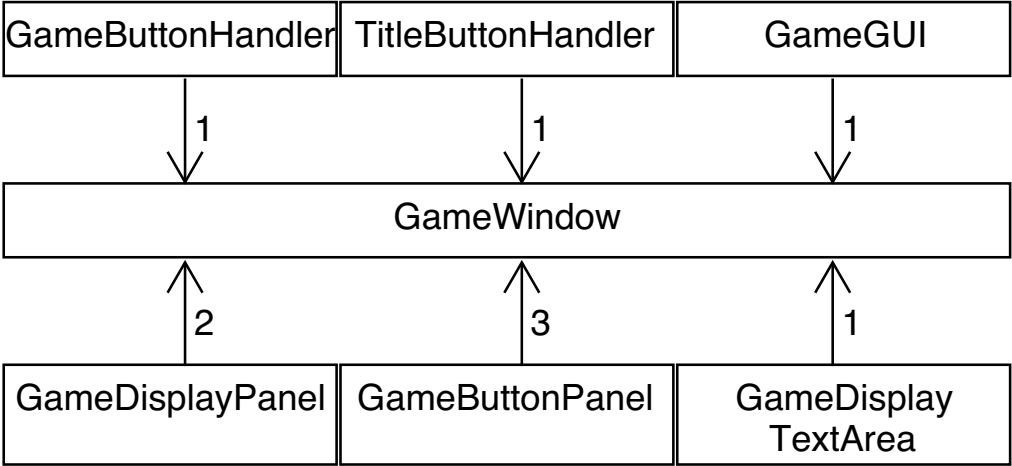 GameButtonHandler
TitleButtonHandler
GameGUI
1
1
1
GameWindow
2
3
1
GameDisplayPanel
GameButtonPanel
GameDisplay
TextArea